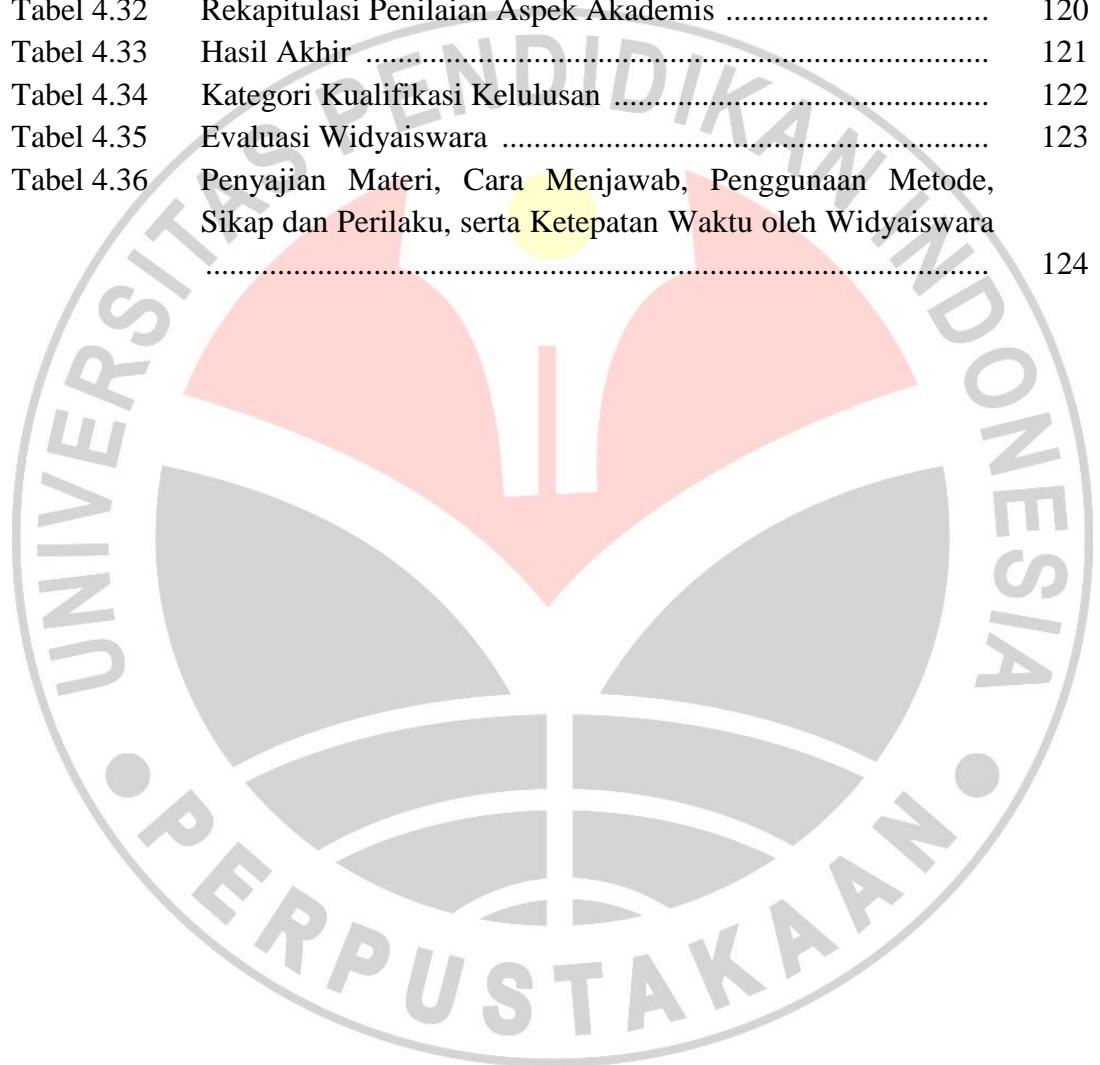 Tabel 4.32 Rekapitulasi Penilaian Aspek Akademis ................................ 120
Tabel 4.33 Hasil Akhir ............................................................................ 121
Tabel 4.34 Kategori Kualifikasi Kelulusan .............................................. 122
Tabel 4.35 Evaluasi Widyaiswara ............................................................ 123
Tabel 4.36 Penyajian Materi, Cara Menjawab, Penggunaan Metode,
Sikap dan Perilaku, serta Ketepatan Waktu oleh Widyaiswara
................................................................................................ 124
UNIVERSITAS PENDIDIKAN INDONESIA
PERPUSTAKAAN